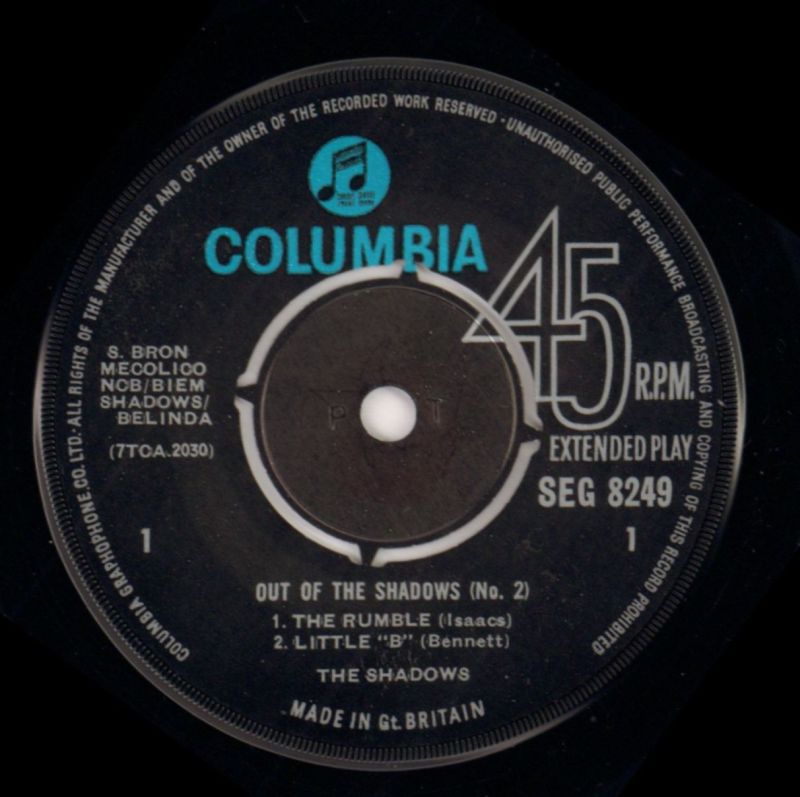 COLUMBIA GRAPHOPHONE.CO.LTD. ALL RIGHTS OF THE MANUFACTURER AND OF THE OWNER OF THE RECORDED WORK RESERVED - UNAUTHORISED PUBLIC PERFORMANCE BROADCASTING AND COPYING OF THIS RECORD PROHIBITED
COLUMBIA
45
R.P.M.
S. BRON
MECOLICO
NCB/BIEM
SHADOWS/
BELINDA
(7TCA.2030)
EXTENDED PLAY
SEG 8249
1 1
OUT OF THE SHADOWS (No. 2)
1. THE RUMBLE (Isaacs)
2. LITTLE "B" (Bennett)
THE SHADOWS
MADE IN Gt. BRITAIN